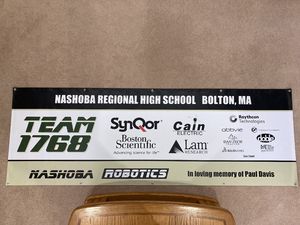 NASHOBA REGIONAL HIGH SCHOOL BOLTON, MA
TEAM
1768
SynQor
Cain
ELECTRIC
Raytheon
Technologies
Boston
Scientific
Advancing science for life™
Lam
RESEARCH
abbvie
NASHOBA ROBOTICS
In loving memory of Paul Davis